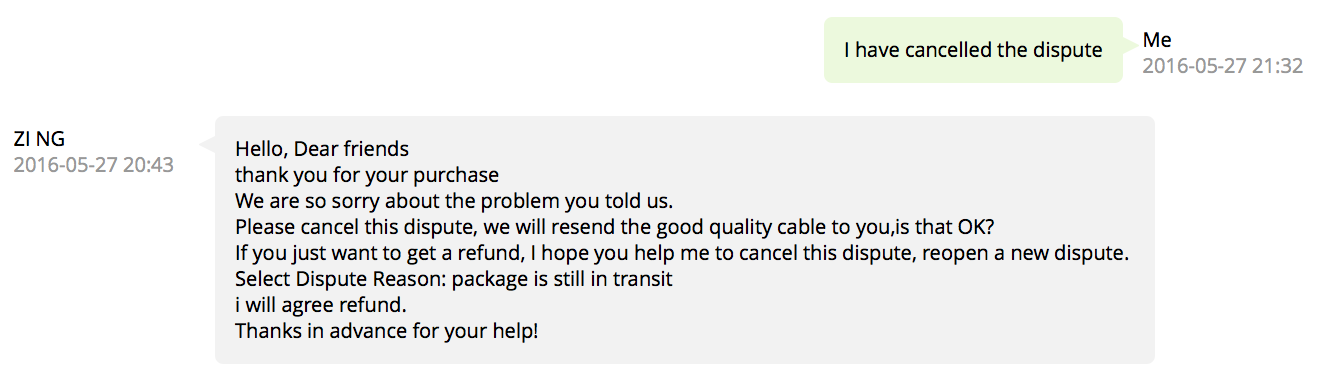 I have cancelled the dispute
Me
2016-05-27 21:32
ZI NG
2016-05-27 20:43
Hello, Dear friends
thank you for your purchase
We are so sorry about the problem you told us.
Please cancel this dispute, we will resend the good quality cable to you,is that OK?
If you just want to get a refund, I hope you help me to cancel this dispute, reopen a new dispute.
Select Dispute Reason: package is still in transit
i will agree refund.
Thanks in advance for your help!